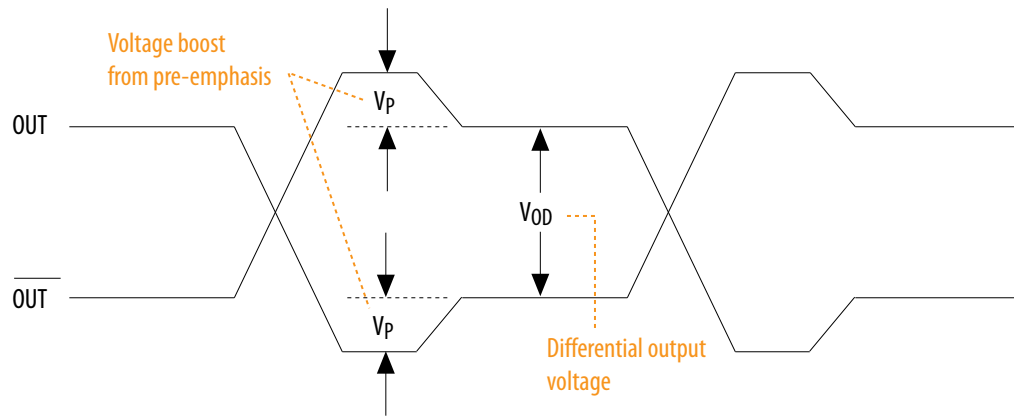 Voltage boost
from pre-emphasis
VP
OUT
VOD
OUT
VP
Differential output
voltage